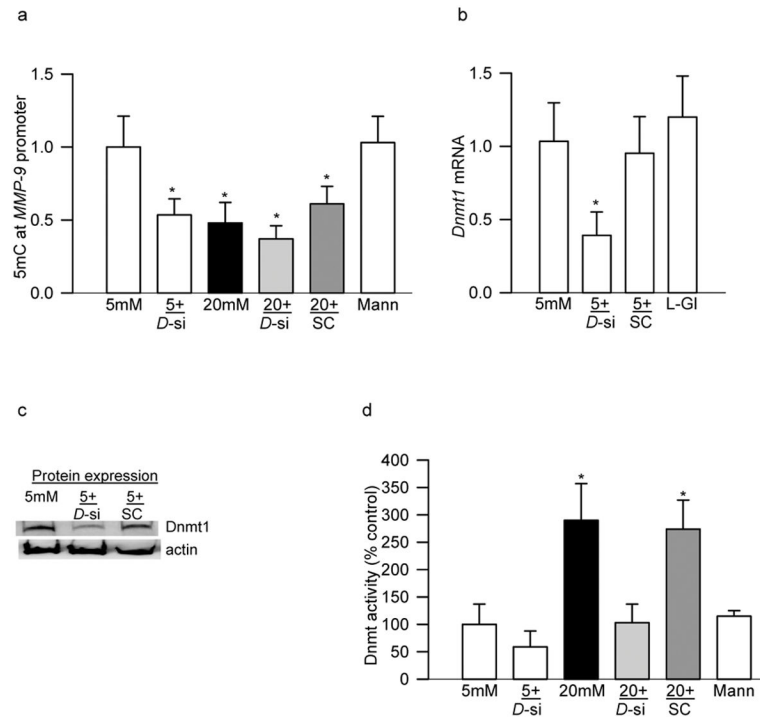 a
5mC at MMP-9 promoter
1.5
1.0
0.5
0.0
*
*
*
*
5mM
5+
D-si
20mM
20+
D-si
20+
SC
Mann
b
Dnmt1 mRNA
1.5
1.0
0.5
0.0
*
5mM
5+
D-si
5+
SC
L-Gl
c
Protein expression
5mM
5+
D-si
5+
SC
Dnmt1
actin
d
Dnmt activity (% control)
400
350
300
250
200
150
100
50
0
*
*
5mM
5+
D-si
20mM
20+
D-si
20+
SC
Mann